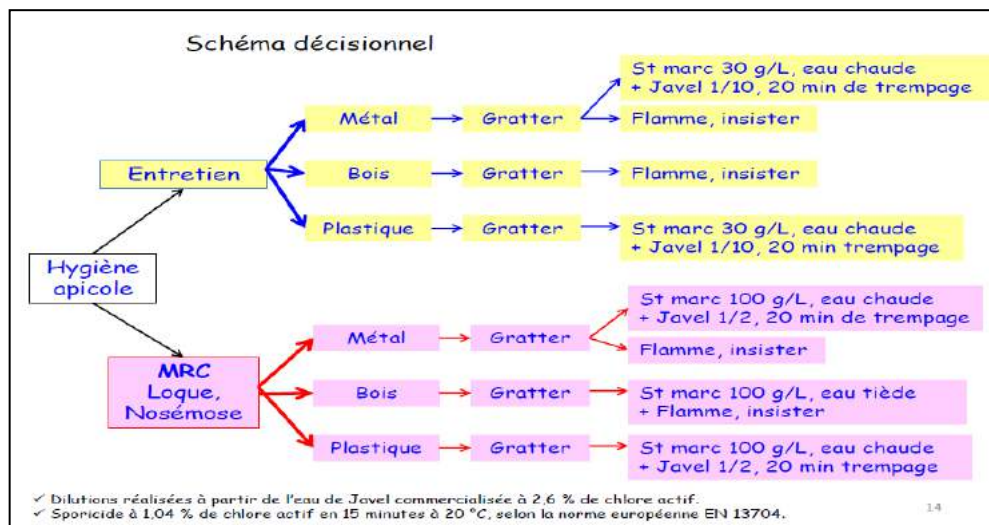 Schéma décisionnel
St marc 30 g/L, eau chaude
+ Javel 1/10, 20 min de trempage
Métal
Gratter
Flamme, insister
Entretien
Bois
Gratter
Flamme, insister
Plastique
Gratter
St marc 30 g/L, eau chaude
+ Javel 1/10, 20 min trempage
Hygiène
apicole
St marc 100 g/L, eau chaude
+ Javel 1/2, 20 min de trempage
Métal
Gratter
Flamme, insister
MRC
Loque,
Nosémose
Bois
Gratter
St marc 100 g/L, eau tiède
+ Flamme, insister
Plastique
Gratter
St marc 100 g/L, eau chaude
+ Javel 1/2, 20 min trempage
✓ Dilutions réalisées à partir de l'eau de Javel commercialisée à 2,6 % de chlore actif.
✓ Sporicide à 1,04 % de chlore actif en 15 minutes à 20 °C, selon la norme européenne EN 13704.
14